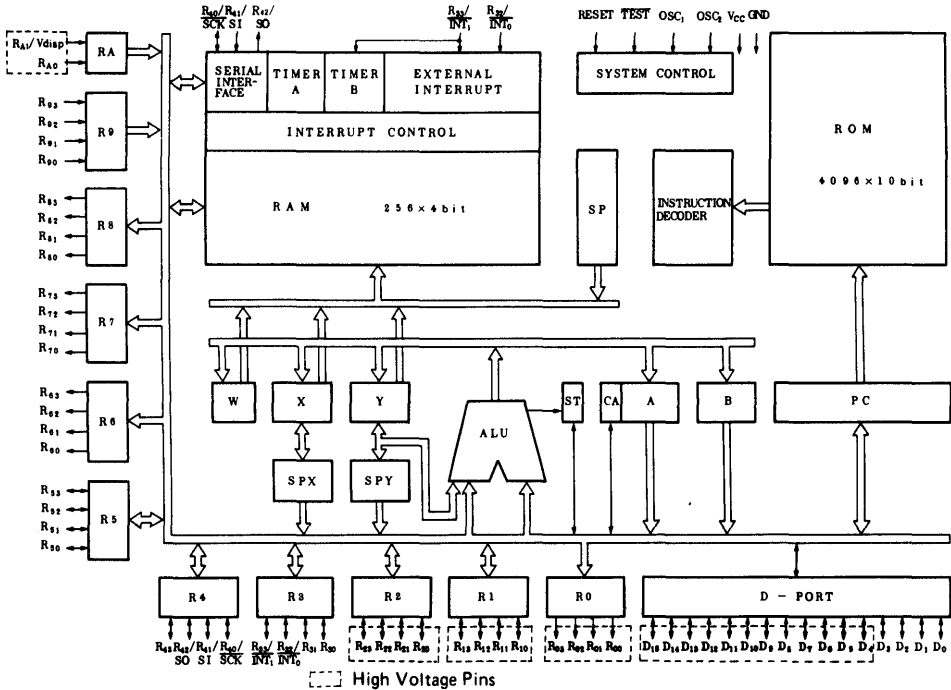 R40/ R41/ R42/
SCK SI SO
R33/ R32/
INT1 INT0
RESET TEST OSC1 OSC2 VCC GND
RA1/Vdisp
RA0
RA
SERIAL INTER-FACE
TIMER A
TIMER B
EXTERNAL INTERRUPT
SYSTEM CONTROL
ROM
4096×10bit
R93
R92
R91
R90
R9
INTERRUPT CONTROL
RAM 256×4bit
SP
INSTRUCTION DECODER
R83
R82
R81
R80
R8
R73
R72
R71
R70
R7
W
X
Y
ALU
ST
CA
A
B
PC
R63
R62
R61
R60
R6
SPX
SPY
R53
R52
R51
R50
R5
R4
R3
R2
R1
R0
D-PORT
R43 R42/ R41/ R40/
SO SI SCK
R33/ R32/ R31 R30
INT1 INT0
R23 R22 R21 R20
R13 R12 R11 R10
R03 R02 R01 R00
D15 D14 D13 D12 D11 D10 D9 D8 D7 D6 D5 D4 D3 D2 D1 D0
High Voltage Pins